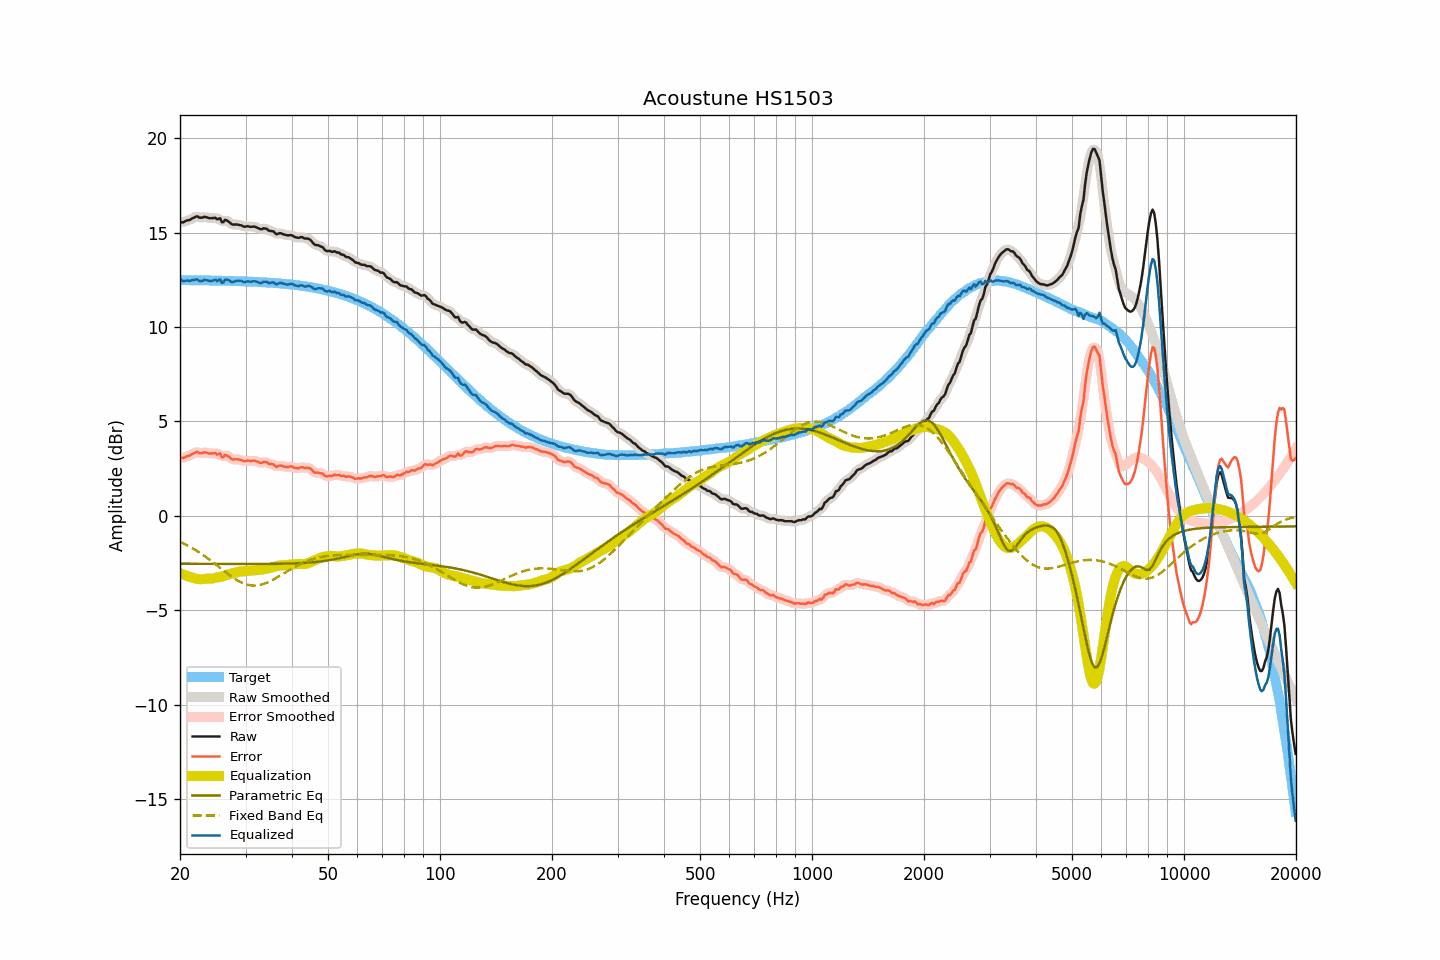 Acoustune HS1503
20
15
10
5
0
−5
−10
−15
Amplitude (dBr)
Target
Raw Smoothed
Error Smoothed
Raw
Error
Equalization
Parametric Eq
Fixed Band Eq
Equalized
20 50 100 200 500 1000 2000 5000 10000 20000
Frequency (Hz)